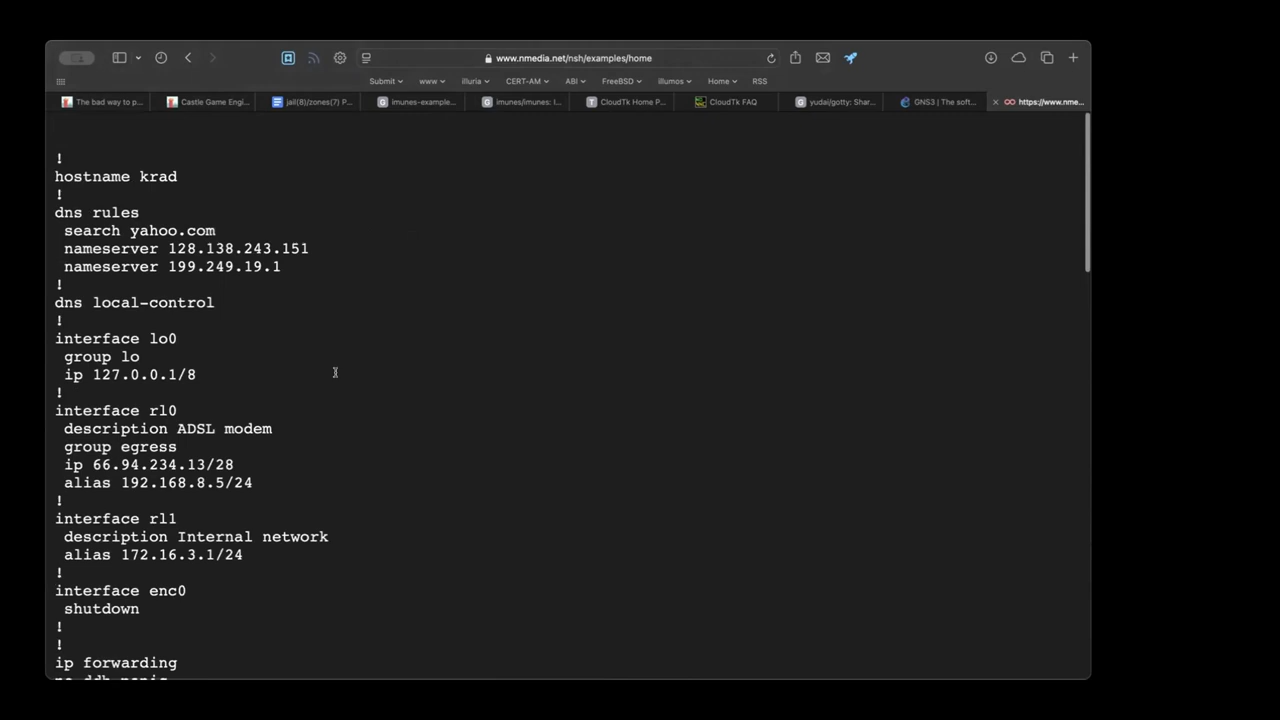 www.nmedia.net/nsh/examples/home
Submit www illuria CERT-AM ABI FreeBSD illumos Home RSS
The bad way to p... Castle Game Engi... jail(8)/zones(7) P... imunes-example... imunes/imunes: I... CloudTk Home P... CloudTk FAQ yudai/gotty: Shar... GNS3 | The soft... https://www.nme...
!
hostname krad
!
dns rules
search yahoo.com
nameserver 128.138.243.151
nameserver 199.249.19.1
!
dns local-control
!
interface lo0
group lo
ip 127.0.0.1/8
!
interface rl0
description ADSL modem
group egress
ip 66.94.234.13/28
alias 192.168.8.5/24
!
interface rl1
description Internal network
alias 172.16.3.1/24
!
interface enc0
shutdown
!
!
ip forwarding